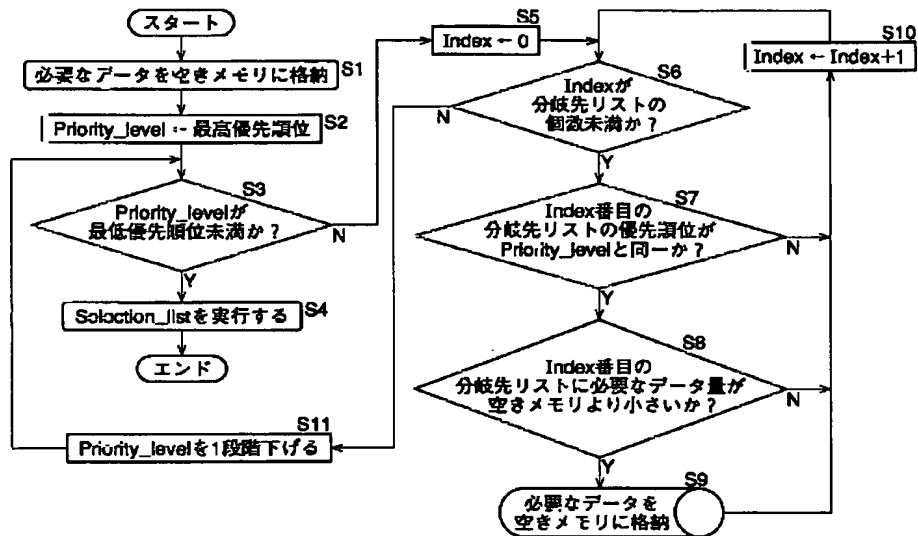 スタート
必要なデータを空きメモリに格納
S1
Priority_level :- 最高優先順位
S2
S3
Priority_levelが
最低優先順位未満か?
N
Y
Selection_listを実行する
S4
エンド
S11
Priority_levelを1段階下げる
S5
Index ← 0
S6
Indexが
分岐先リストの
個数未満か?
N
Y
S7
Index番目の
分岐先リストの優先順位が
Priority_levelと同一か?
N
Y
S8
Index番目の
分岐先リストに必要なデータ量が
空きメモリより小さいか?
N
Y
S9
必要なデータを
空きメモリに格納
S10
Index ← Index+1